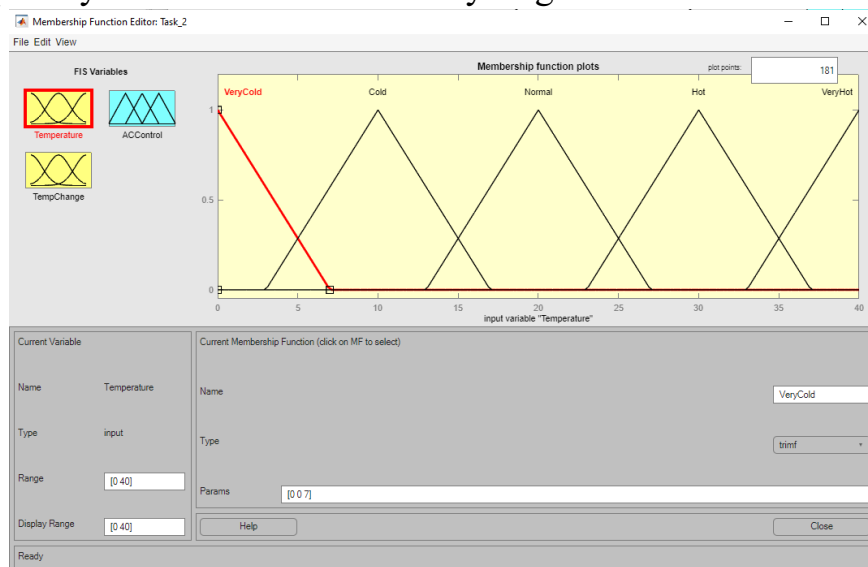 Membership Function Editor: Task_2
File Edit View
FIS Variables
Temperature
ACControl
TempChange
Membership function plots
plot points:
181
VeryCold
Cold
Normal
Hot
VeryHot
1
0.5
0
0 5 10 15 20 25 30 35 40
input variable "Temperature"
Current Variable
Name Temperature
Type input
Range [0 40]
Display Range [0 40]
Current Membership Function (click on MF to select)
Name VeryCold
Type trimf
Params [0 0 7]
Help Close
Ready